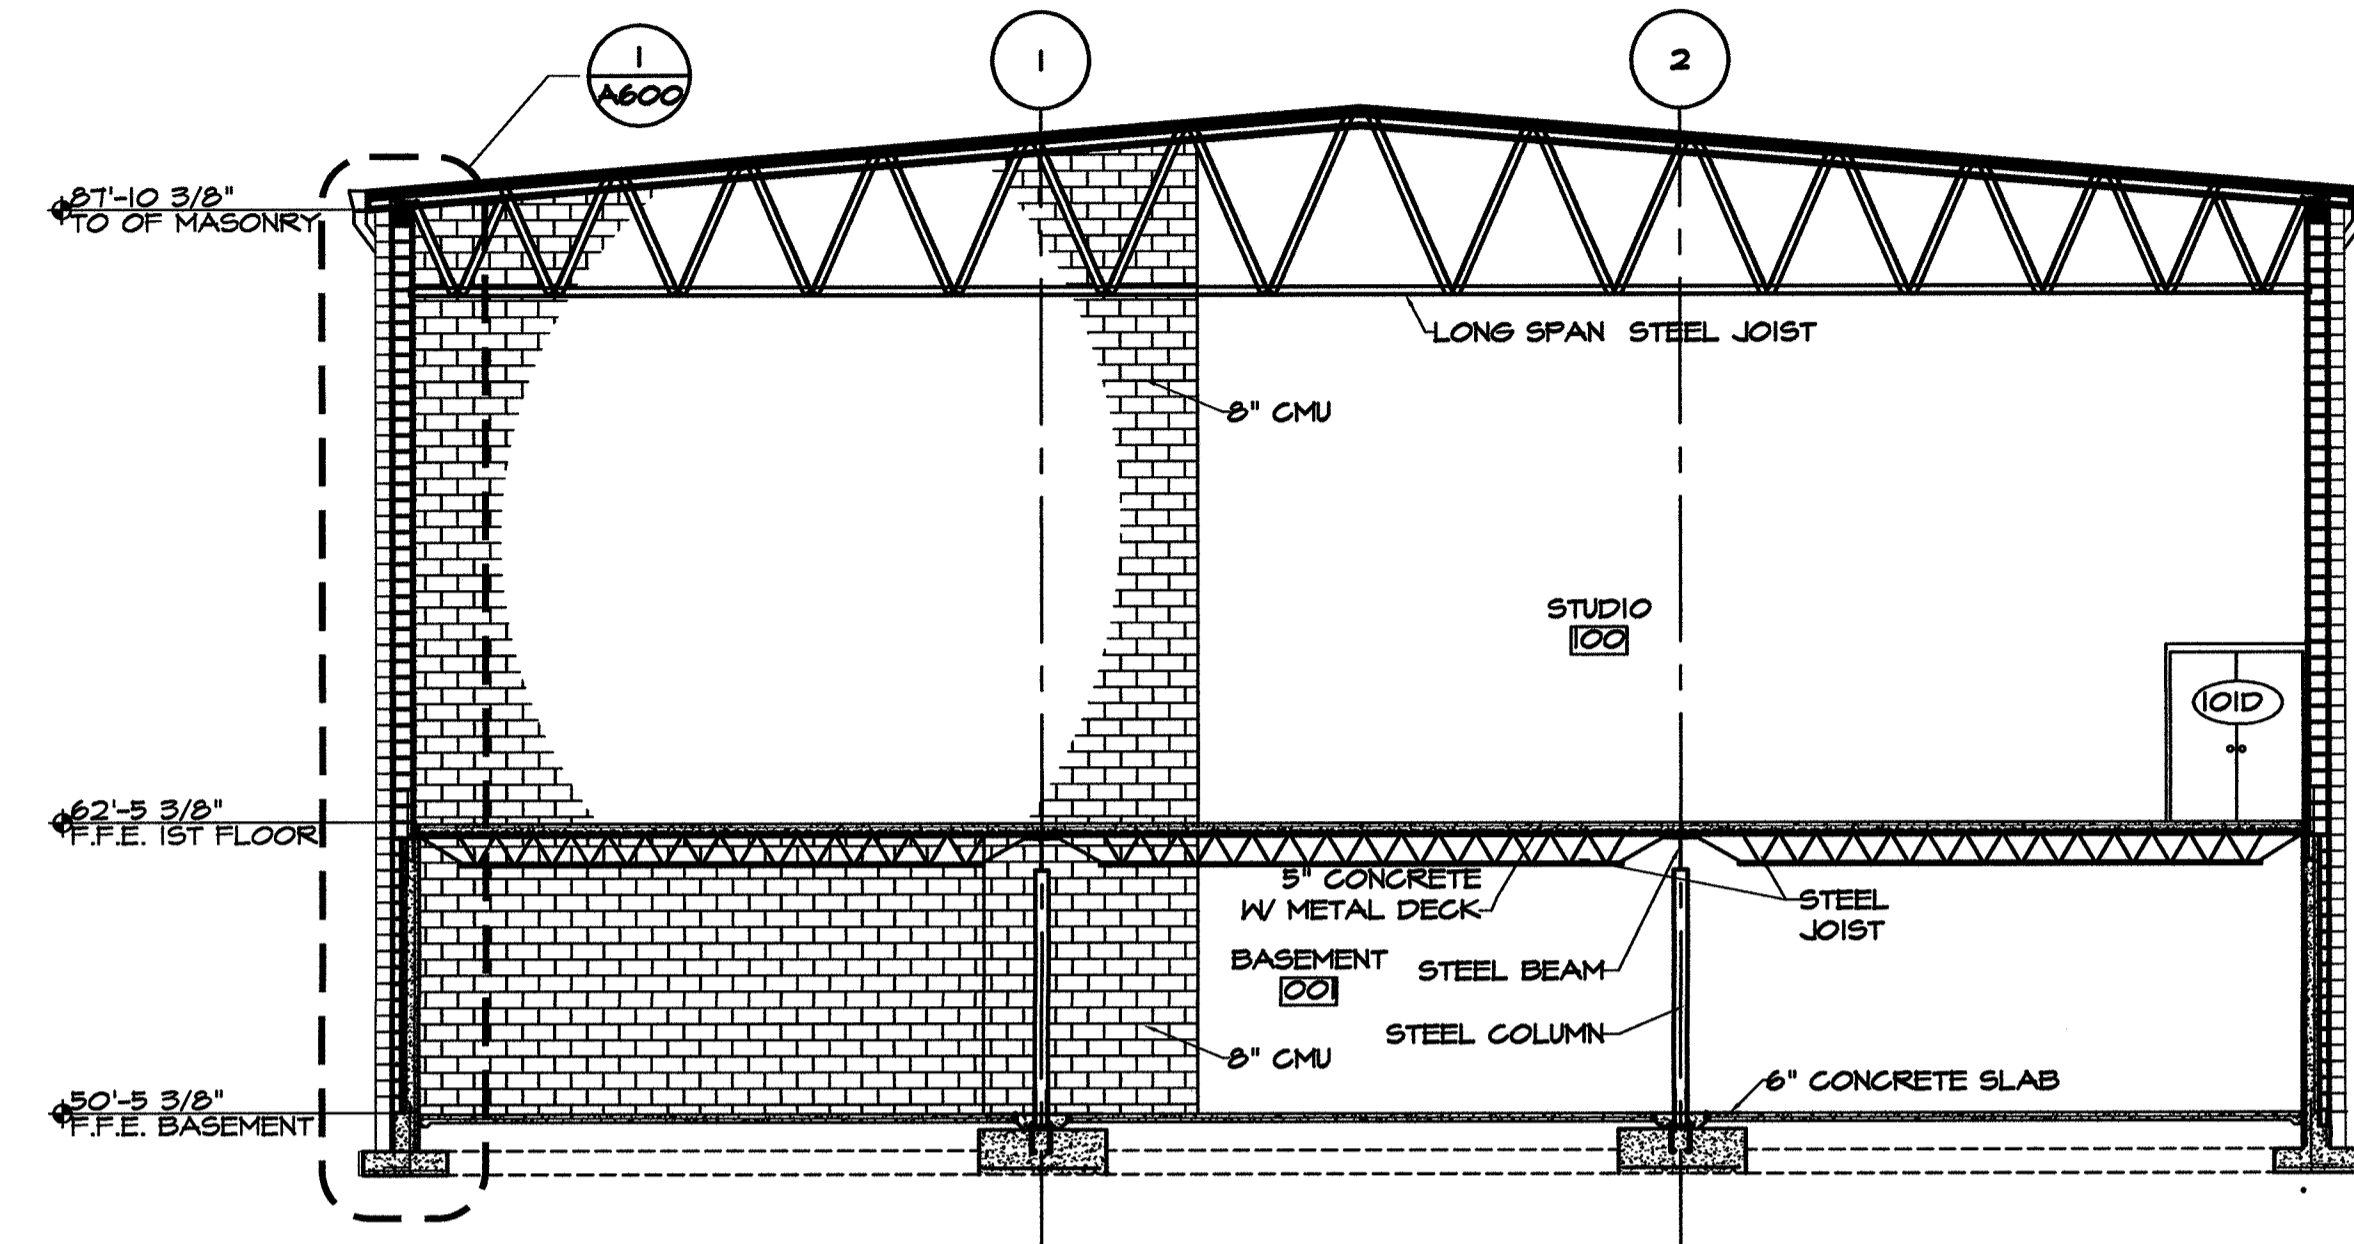 1
A600
1
2
87'-10 3/8"
TO OF MASONRY
LONG SPAN STEEL JOIST
8" CMU
STUDIO
100
101D
62'-5 3/8"
F.F.E. 1ST FLOOR
5" CONCRETE
W/ METAL DECK
STEEL
JOIST
BASEMENT
001
STEEL BEAM
STEEL COLUMN
8" CMU
6" CONCRETE SLAB
50'-5 3/8"
F.F.E. BASEMENT